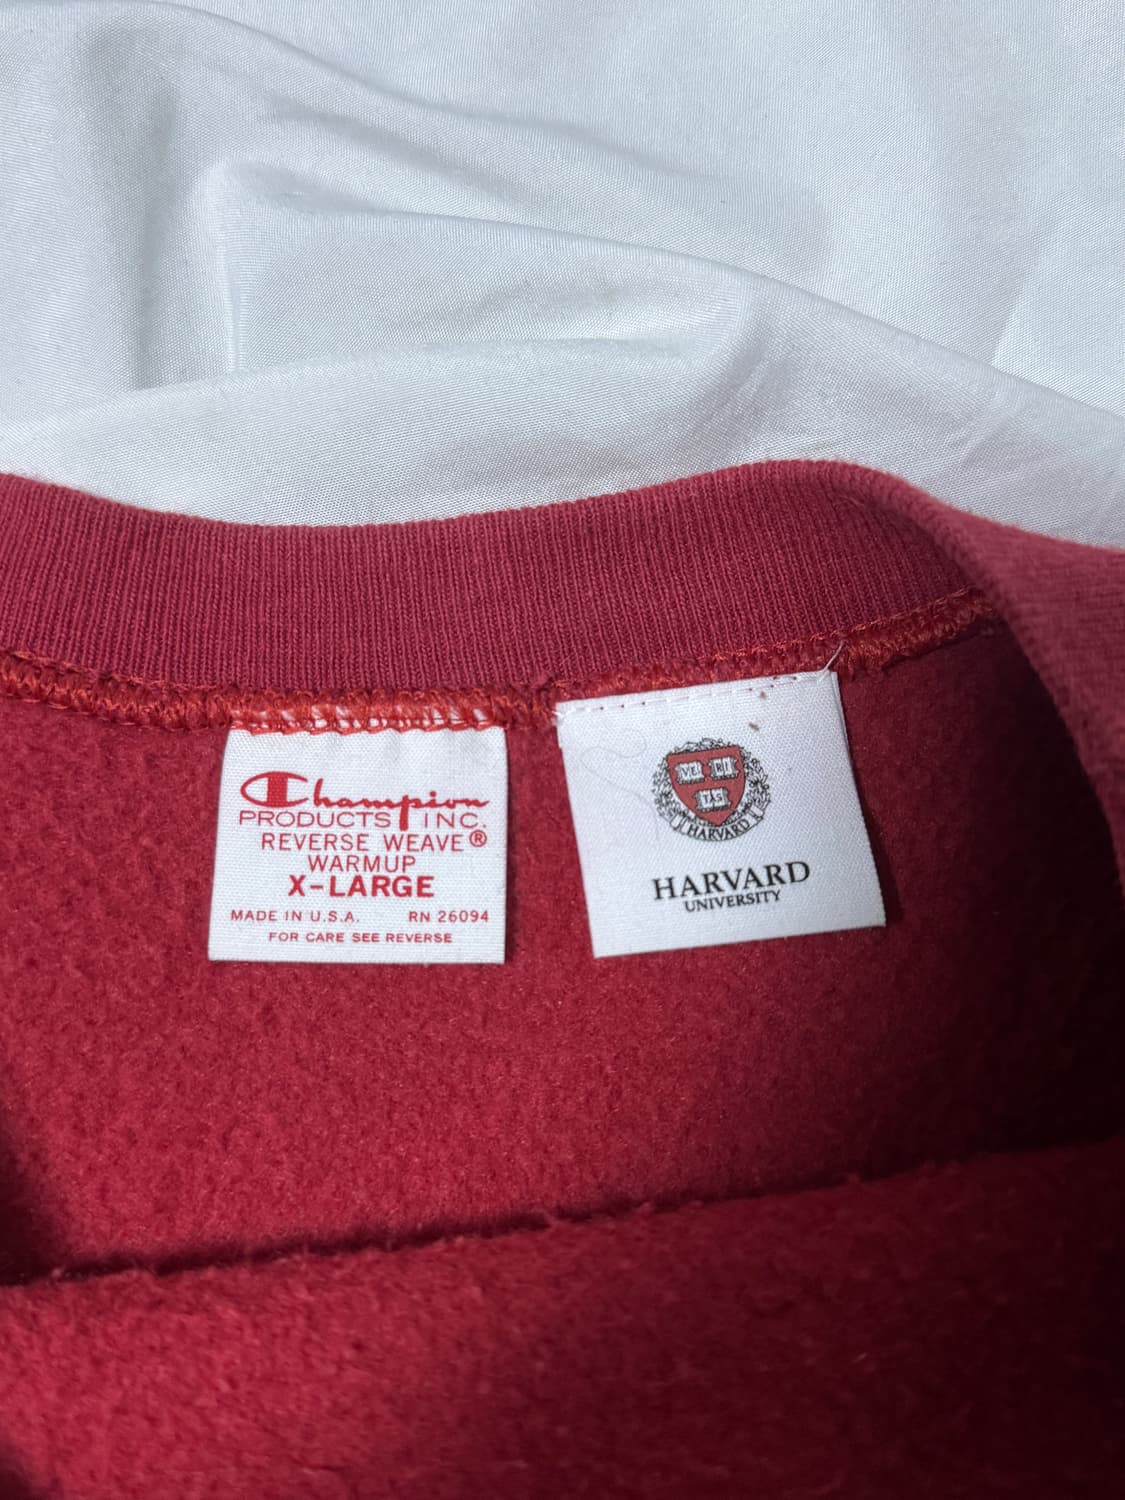 Champion
PRODUCTS INC.
REVERSE WEAVE®
WARMUP
X-LARGE
MADE IN U.S.A. RN 26094
FOR CARE SEE REVERSE
VE RI
TAS
HARVARD
HARVARD
UNIVERSITY